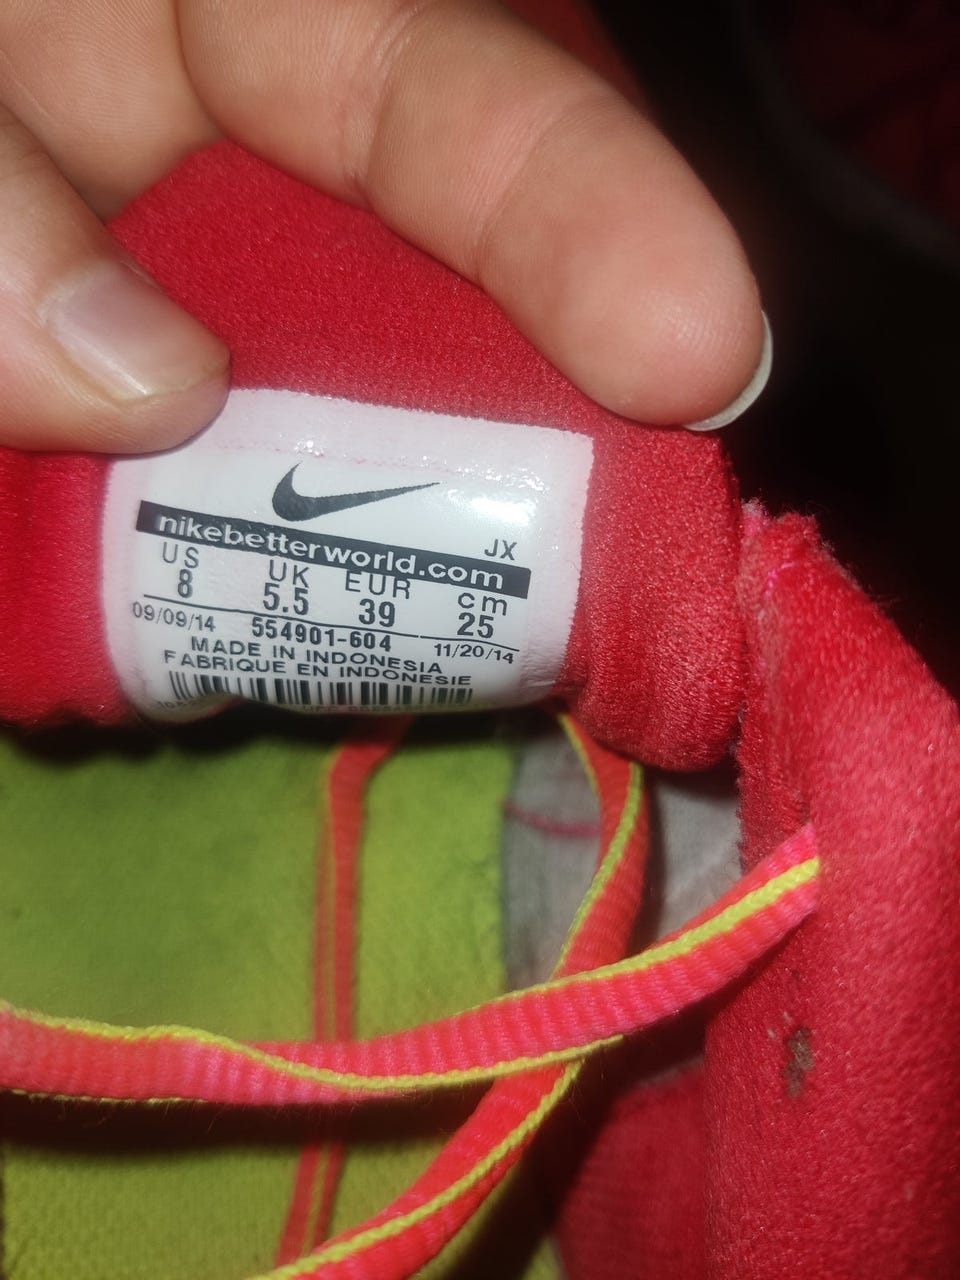 nikebetterworld.com
JX
US UK EUR cm
8 5.5 39 25
09/09/14 554901-604 11/20/14
MADE IN INDONESIA
FABRIQUE EN INDONESIE